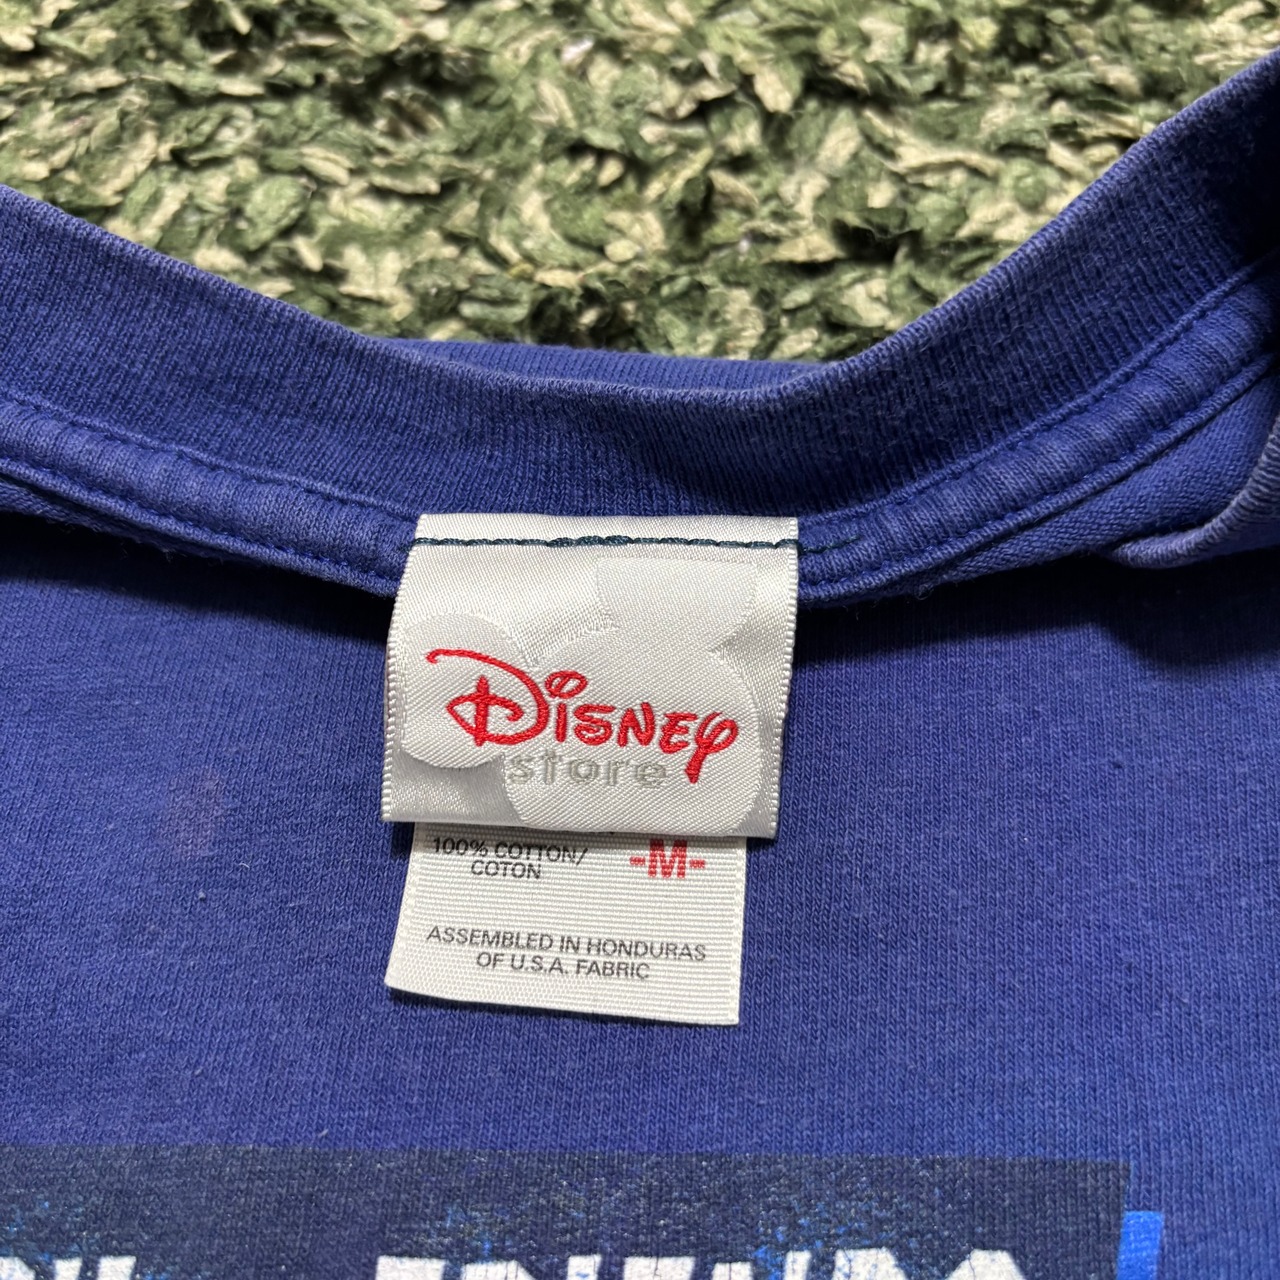 Disney
store
100% COTTON/ -M-
COTON
ASSEMBLED IN HONDURAS
OF U.S.A. FABRIC